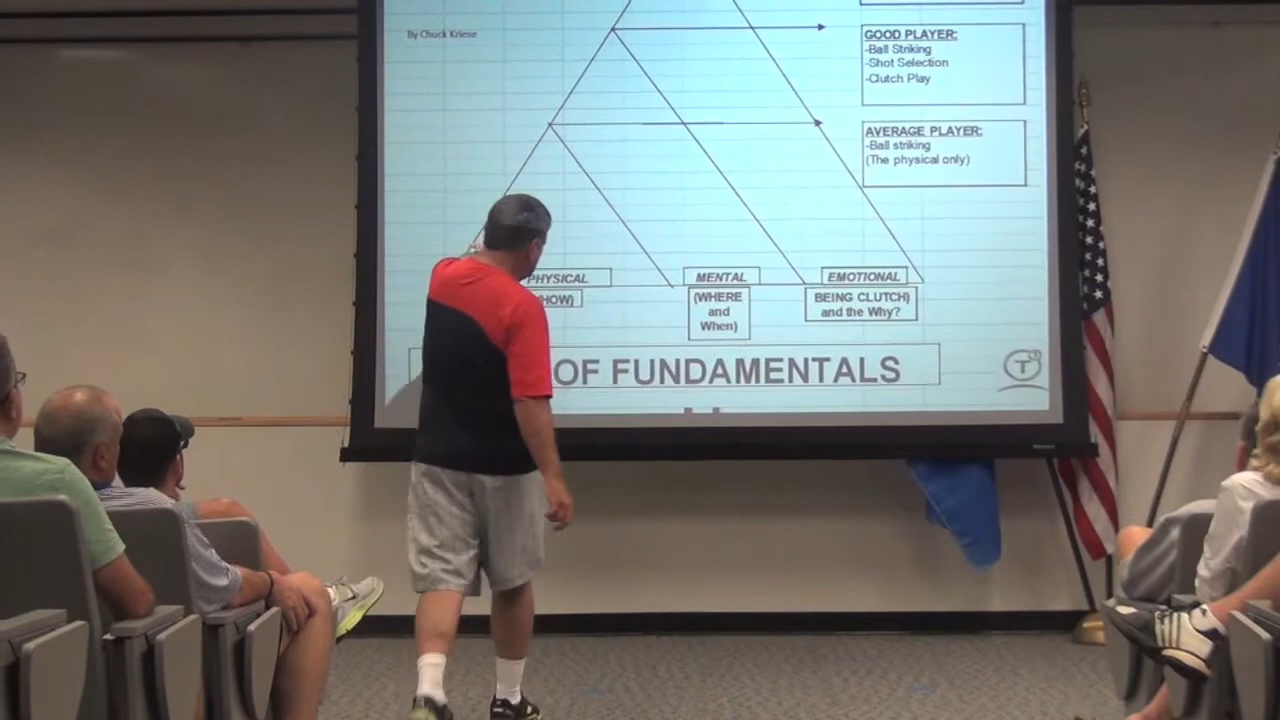 By Chuck Kriese
GOOD PLAYER:
-Ball Striking
-Shot Selection
-Clutch Play
AVERAGE PLAYER:
-Ball striking
(The physical only)
PHYSICAL
HOW)
MENTAL
(WHERE
and
When)
EMOTIONAL
BEING CLUTCH)
and the Why?
OF FUNDAMENTALS
T